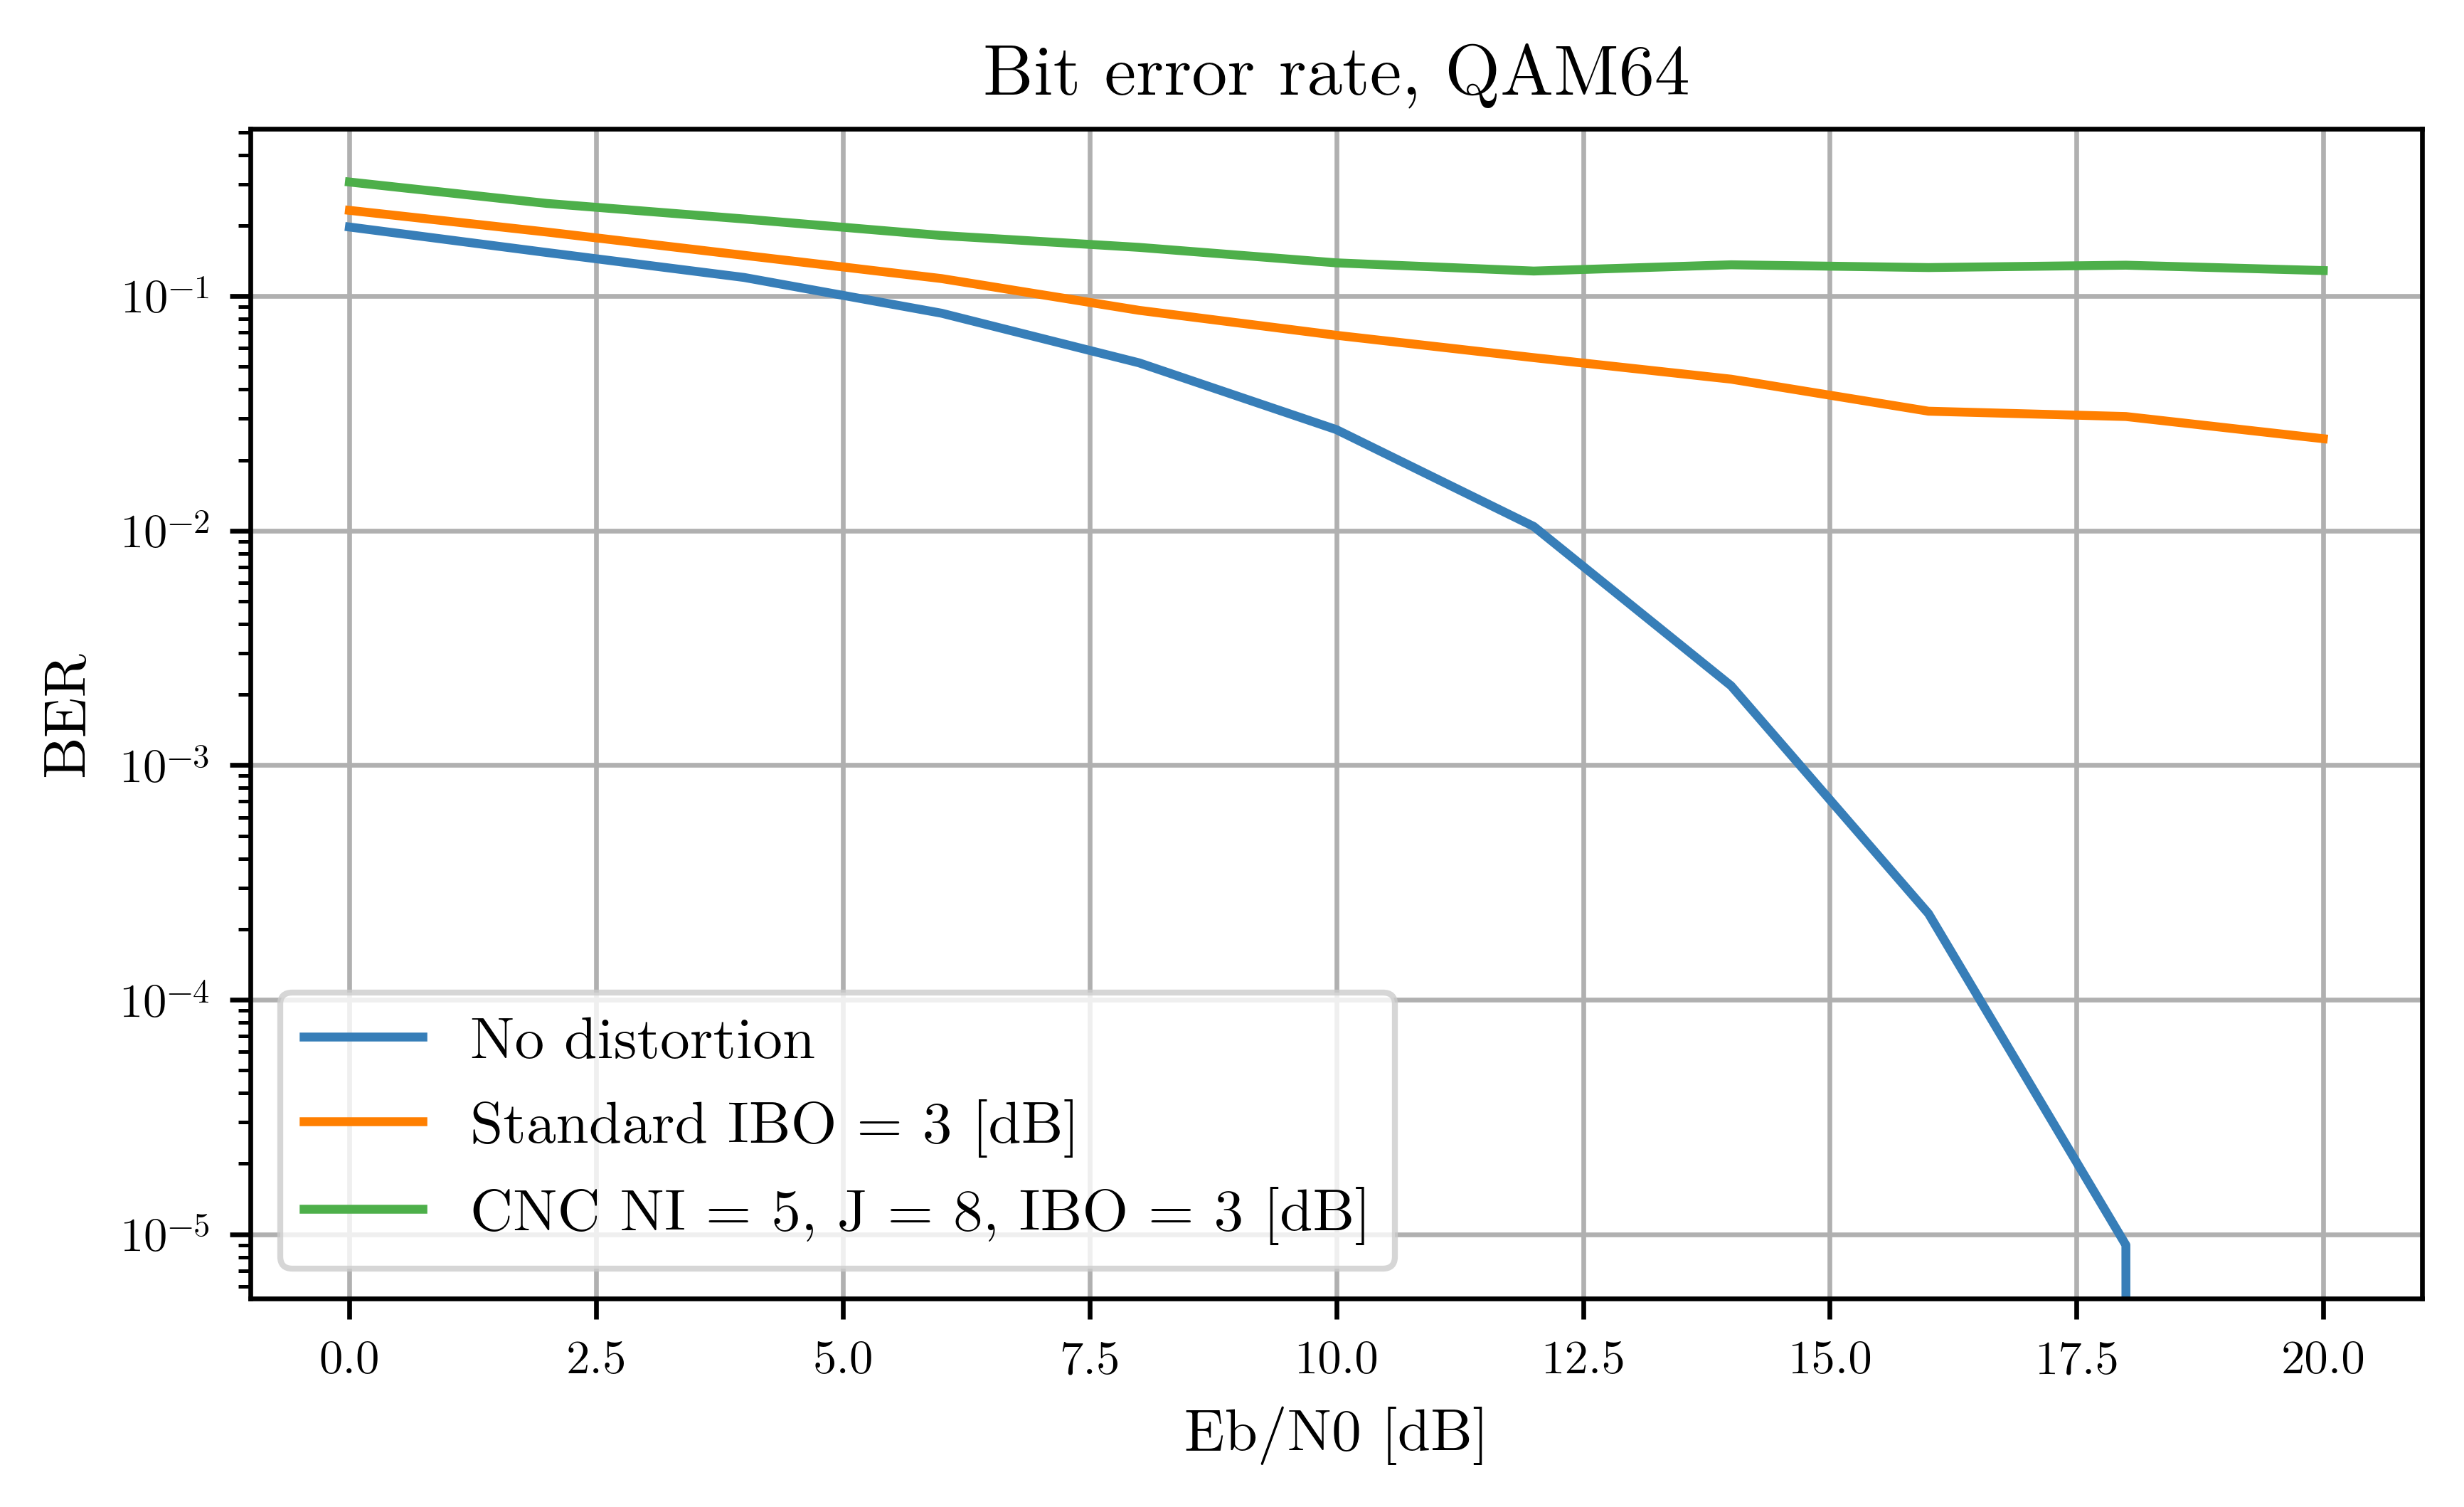 Bit error rate, QAM64
BER
10⁻¹
10⁻²
10⁻³
10⁻⁴
10⁻⁵
No distortion
Standard IBO = 3 [dB]
CNC NI = 5, J = 8, IBO = 3 [dB]
0.0 2.5 5.0 7.5 10.0 12.5 15.0 17.5 20.0
Eb/N0 [dB]